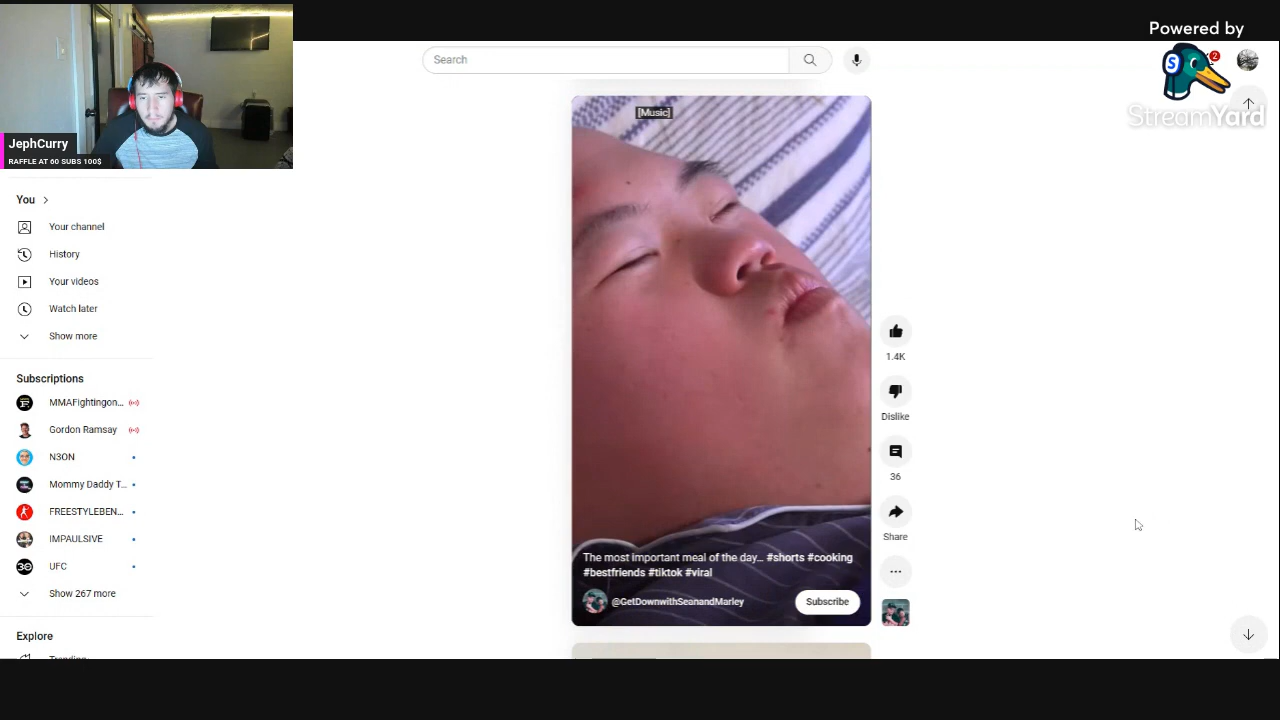 Powered by
StreamYard
S
2
Search
JephCurry
RAFFLE AT 60 SUBS 100$
You
Your channel
History
Your videos
Watch later
Show more
Subscriptions
MMAFightingon...
Gordon Ramsay
N3ON
Mommy Daddy T...
FREESTYLEBEN...
IMPAULSIVE
UFC
Show 267 more
Explore
[Music]
The most important meal of the day... #shorts #cooking
#bestfriends #tiktok #viral
@GetDownwithSeanandMarley
Subscribe
1.4K
Dislike
36
Share